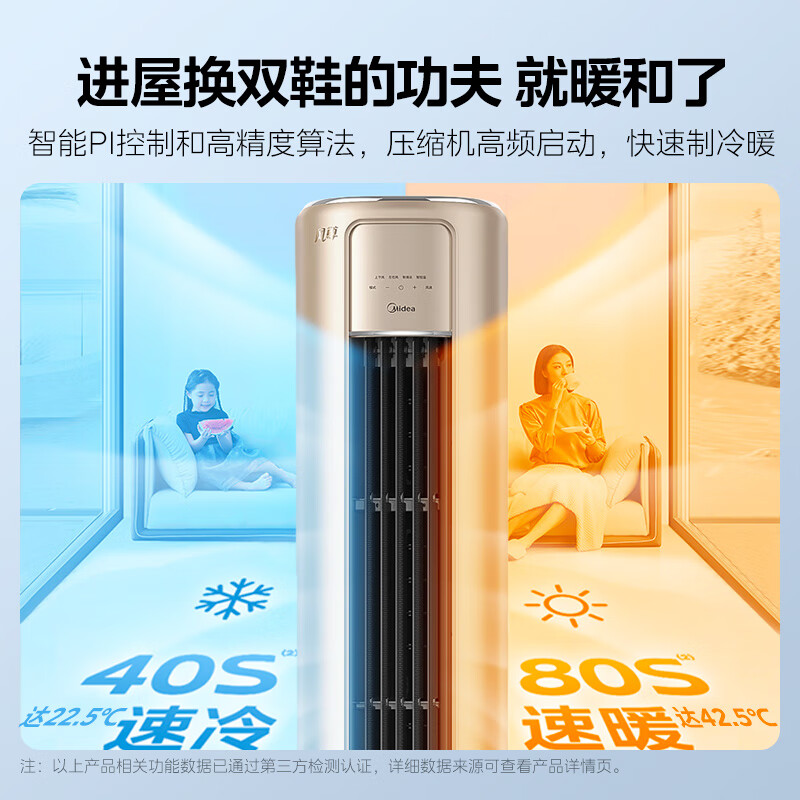 进屋换双鞋的功夫 就暖和了
智能PI控制和高精度算法，压缩机高频启动，快速制冷暖
Midea
40S(2)
达22.5℃
速冷
80S(2)
速暖
达42.5℃
注：以上产品相关功能数据已通过第三方检测认证，详细数据来源可查看产品详情页。